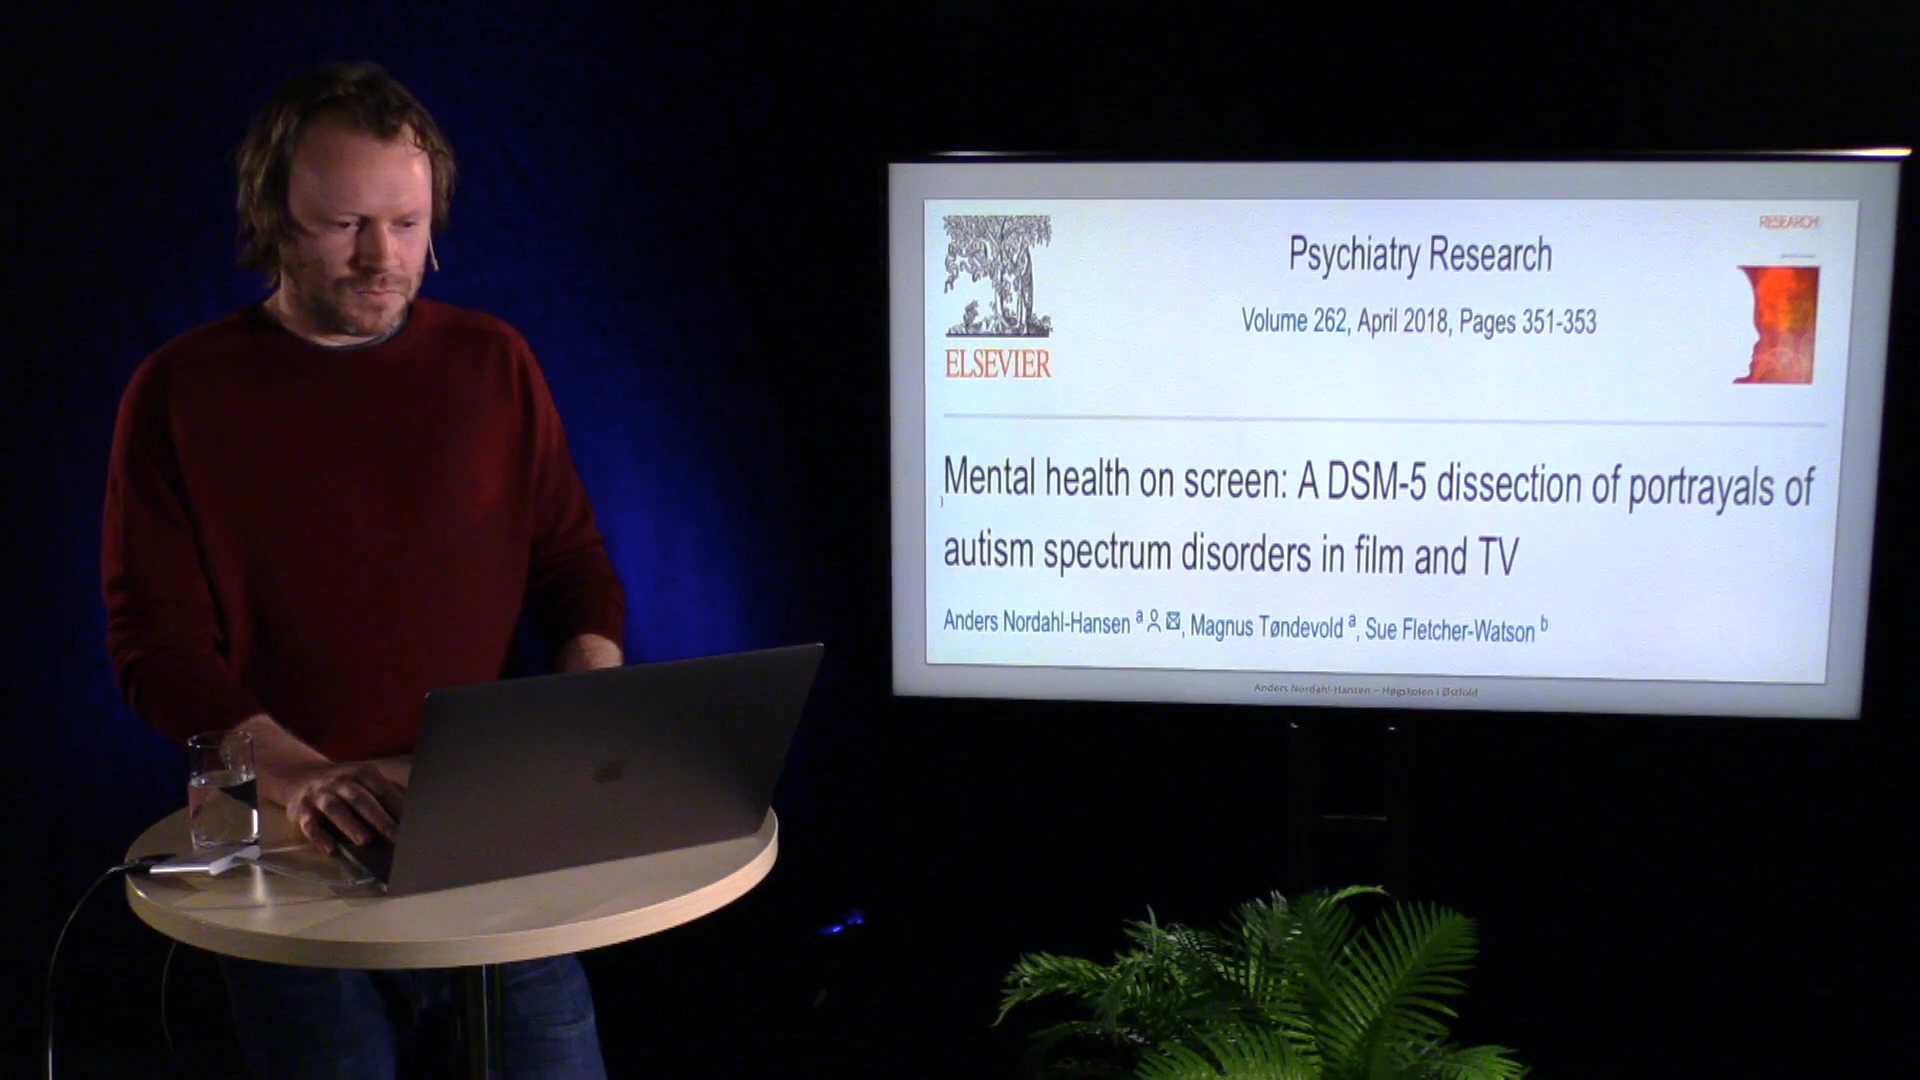 RESEARCH
Psychiatry Research
Volume 262, April 2018, Pages 351-353
ELSEVIER
Mental health on screen: A DSM-5 dissection of portrayals of
autism spectrum disorders in film and TV
Anders Nordahl-Hansen a, Magnus Tøndevold a, Sue Fletcher-Watson b
Anders Nordahl-Hansen – Høgskolen i Østfold